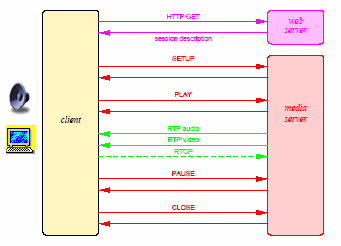 HTTP GET
web
server
session description
SETUP
PLAY
client
media
server
RTP audio
RTP video
RTCP
PAUSE
CLOSE